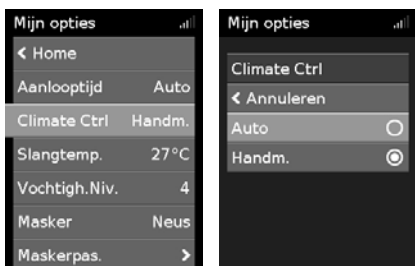 Mijn opties
< Home
Aanlooptijd Auto
Climate Ctrl Handm.
Slangtemp. 27°C
Vochtigh.Niv. 4
Masker Neus
Maskerpas. >
Mijn opties
Climate Ctrl
< Annuleren
Auto
Handm.